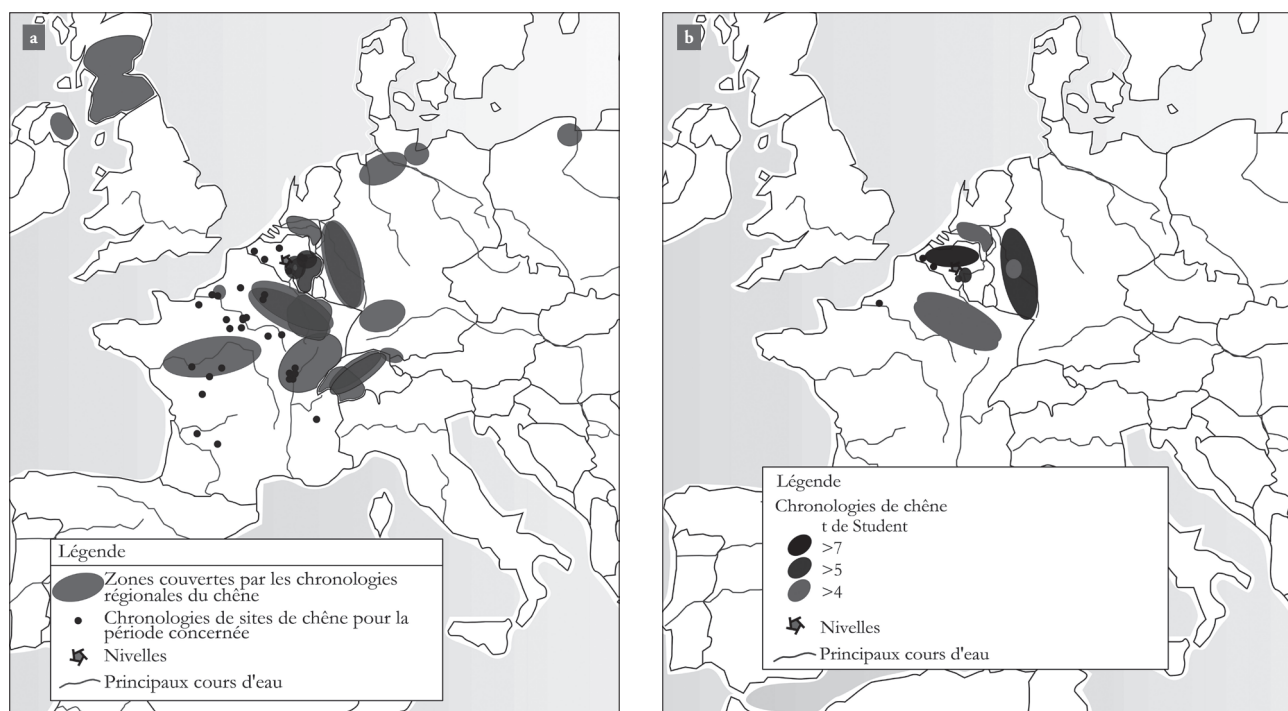 a
Légende
Zones couvertes par les chronologies
régionales du chêne
Chronologies de sites de chêne pour la
période concernée
Nivelles
Principaux cours d'eau
b
Légende
Chronologies de chêne
t de Student
>7
>5
>4
Nivelles
Principaux cours d'eau